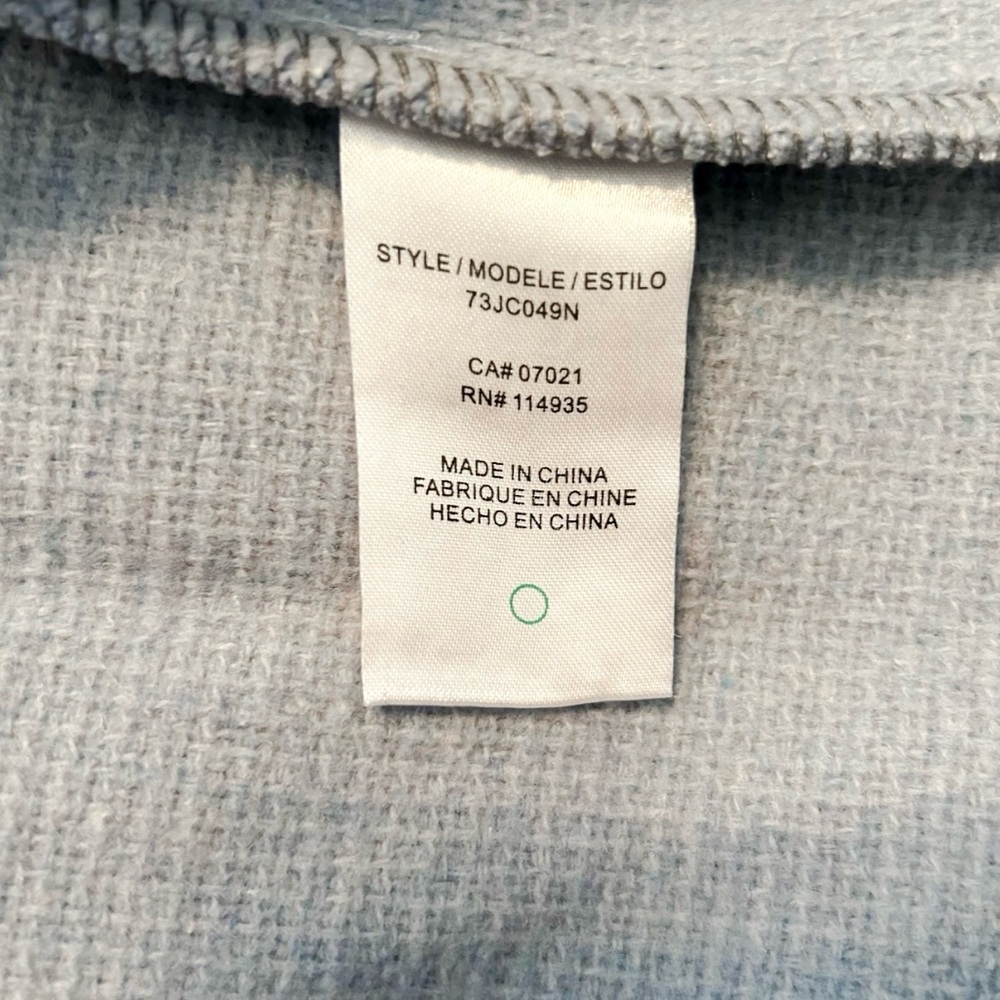 STYLE / MODELE / ESTILO
73JC049N
CA# 07021
RN# 114935
MADE IN CHINA
FABRIQUE EN CHINE
HECHO EN CHINA